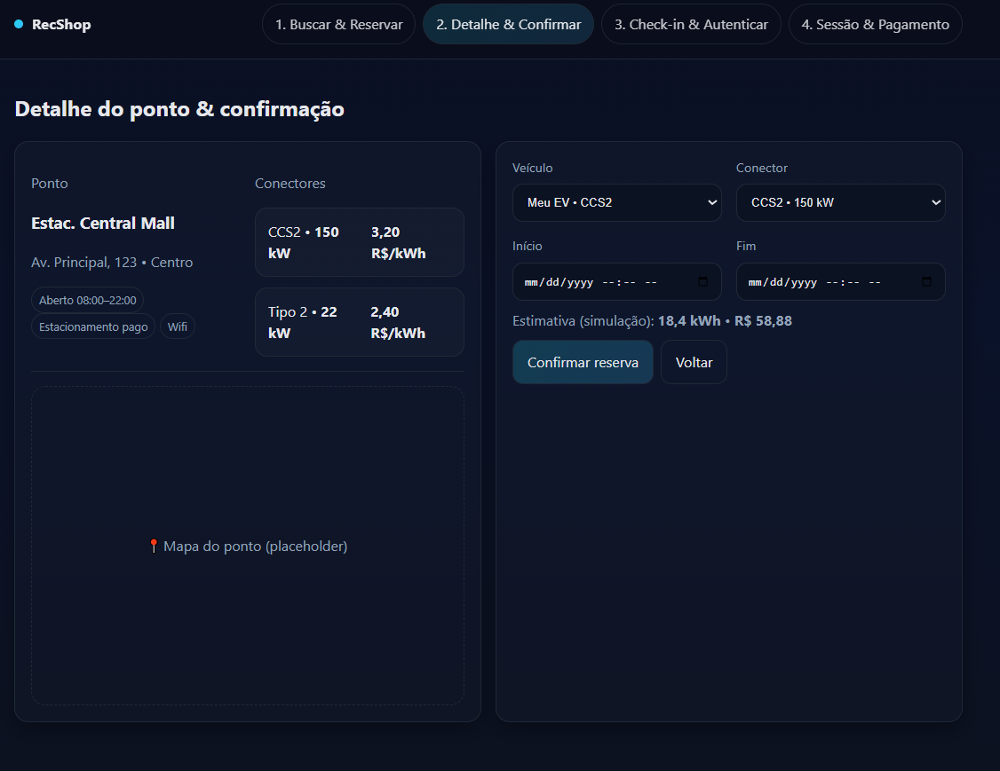 RecShop
1. Buscar & Reservar
2. Detalhe & Confirmar
3. Check-in & Autenticar
4. Sessão & Pagamento
Detalhe do ponto & confirmação
Ponto
Estac. Central Mall
Av. Principal, 123 • Centro
Aberto 08:00–22:00
Estacionamento pago
Wifi
Conectores
CCS2 • 150
kW
3,20
R$/kWh
Tipo 2 • 22
kW
2,40
R$/kWh
📍 Mapa do ponto (placeholder)
Veículo
Meu EV • CCS2
Conector
CCS2 • 150 kW
Início
mm/dd/yyyy --:-- --
Fim
mm/dd/yyyy --:-- --
Estimativa (simulação): 18,4 kWh • R$ 58,88
Confirmar reserva
Voltar